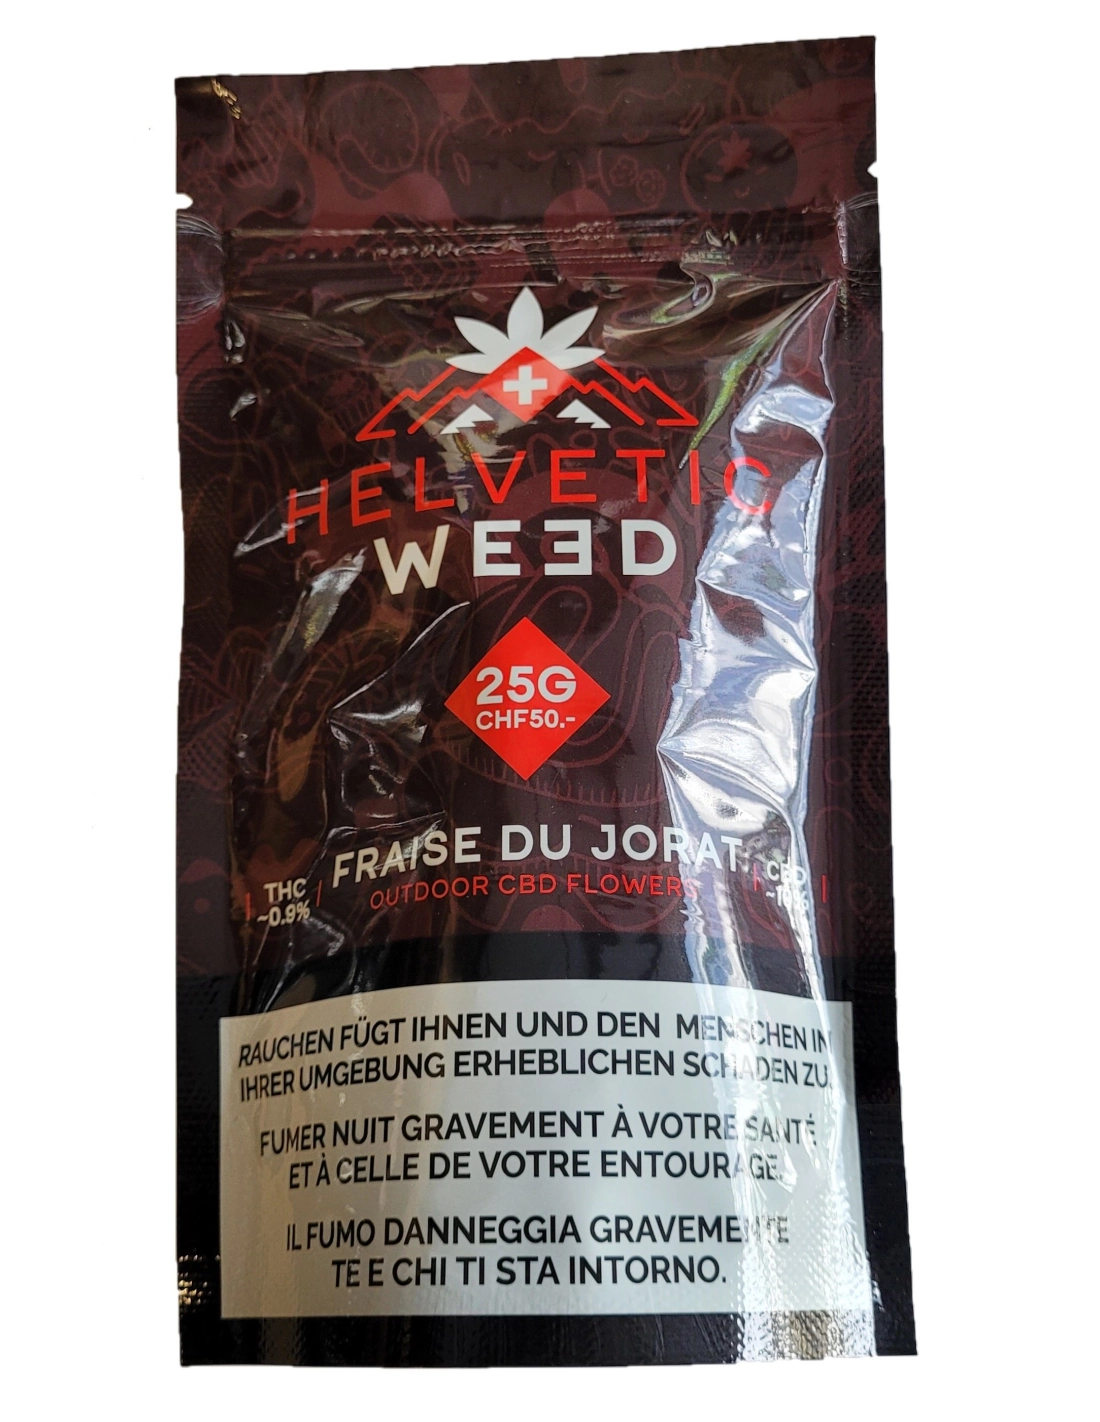 HELVETIC
WEED
25G
CHF50.-
FRAISE DU JORAT
OUTDOOR CBD FLOWERS
THC
~0.9%
CBD
RAUCHEN FÜGT IHNEN UND DEN MENSCHEN IN
IHRER UMGEBUNG ERHEBLICHEN SCHADEN ZU.
FUMER NUIT GRAVEMENT À VOTRE SANTÉ
ET À CELLE DE VOTRE ENTOURAGE.
IL FUMO DANNEGGIA GRAVEMENTE
TE E CHI TI STA INTORNO.